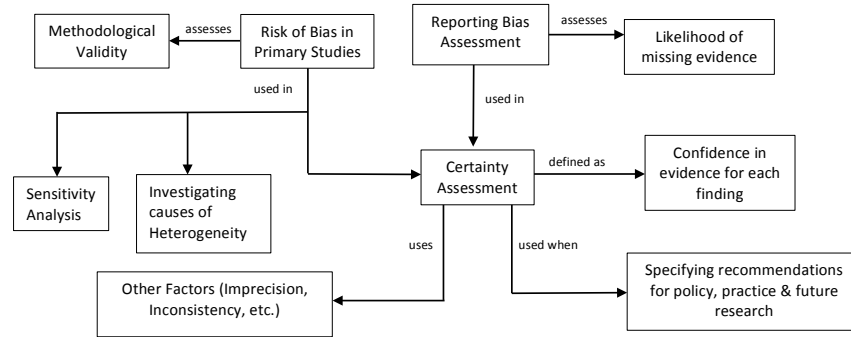 Methodological
Validity
assesses
Risk of Bias in
Primary Studies
Reporting Bias
Assessment
assesses
Likelihood of
missing evidence
used in
used in
Sensitivity
Analysis
Investigating
causes of
Heterogeneity
Certainty
Assessment
defined as
Confidence in
evidence for each
finding
uses
used when
Other Factors (Imprecision,
Inconsistency, etc.)
Specifying recommendations
for policy, practice & future
research